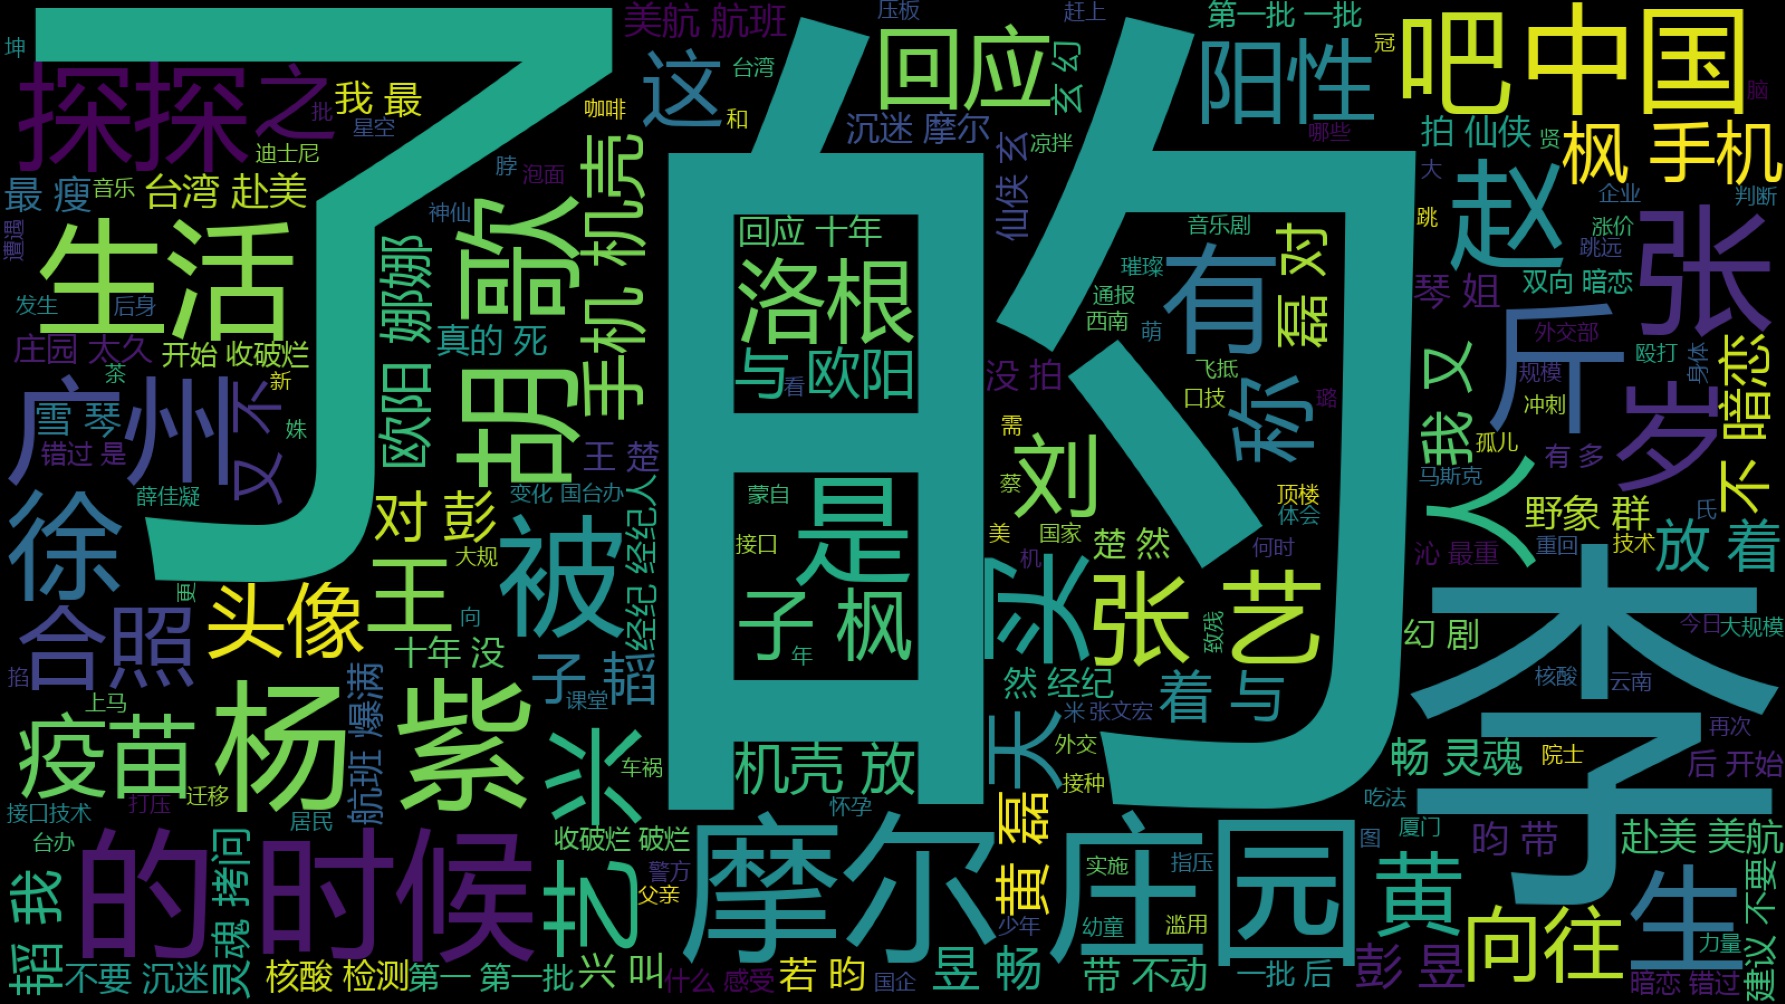 了
的
美航 航班
压板
赶上
第一批 一批
坤
探探之
我 最
批
星空
迪士尼
咖啡
这
台湾
和
回应
玄 幻
阳性
冠
吧
中国
脑
沉迷 摩尔
仙侠 玄
凉拌
哪些
拍 仙侠
贤
枫 手机
最 瘦
音乐
台湾 赴美
脖
泡面
手机 机壳
神仙
遭遇
生活
欧阳 娜娜
胡歌
回应 十年
洛根
与 欧阳
看
音乐剧
璀璨
通报
西南
萌
有
磊 对
大
跳
赵
企业
判断
涨价
跳远
张
琴 姐
双向 暗恋
发生
后身
真的 死
庄园 太久
开始 收破烂
茶
新
广州
雪 琴
又 不
姝
错过 是
没 拍
飞抵
口技
称
璐
我 又
斤
外交部
规模
冲刺
殴打
身体
不 暗恋
岁
孤儿
有 多
马斯克
王 楚
需
刘
蔡
徐
薛佳凝
对 彭
变化 国台办
经纪 经纪人
大规
被
蒙自
接口
是
美
国家
楚 然
顶楼
体会
何时
机
人
野象 群
氏
沁 最重
重回
技术
放 着
更
合照
头像
王
向
子 枫
年
买
张 艺
致残
李
幻 剧
今日
大规模
掐
十年 没
子 韬
课堂
然 经纪
着 与
核酸
云南
上马
疫苗
杨紫
航班 爆满
兴
车祸
机壳 放
天
米
张文宏
外交
接种
畅 灵魂
院士
再次
后 开始
接口技术
打压
迁移
居民
怀孕
子
吃法
台办
韬 我
的 时候
灵魂 拷问
艺
收破烂 破烂
警方
父亲
摩尔 庄园
黄 磊
少年
实施
指压
幼童
滥用
图
厦门
黄
昀 带
赴美 美航
生
建议 不要
力量
不要 沉迷
核酸 检测
第一 第一批
兴 叫
什么 感受
若 昀
国企
昱 畅
带 不动
一批 后
彭 昱
向往
暗恋 错过